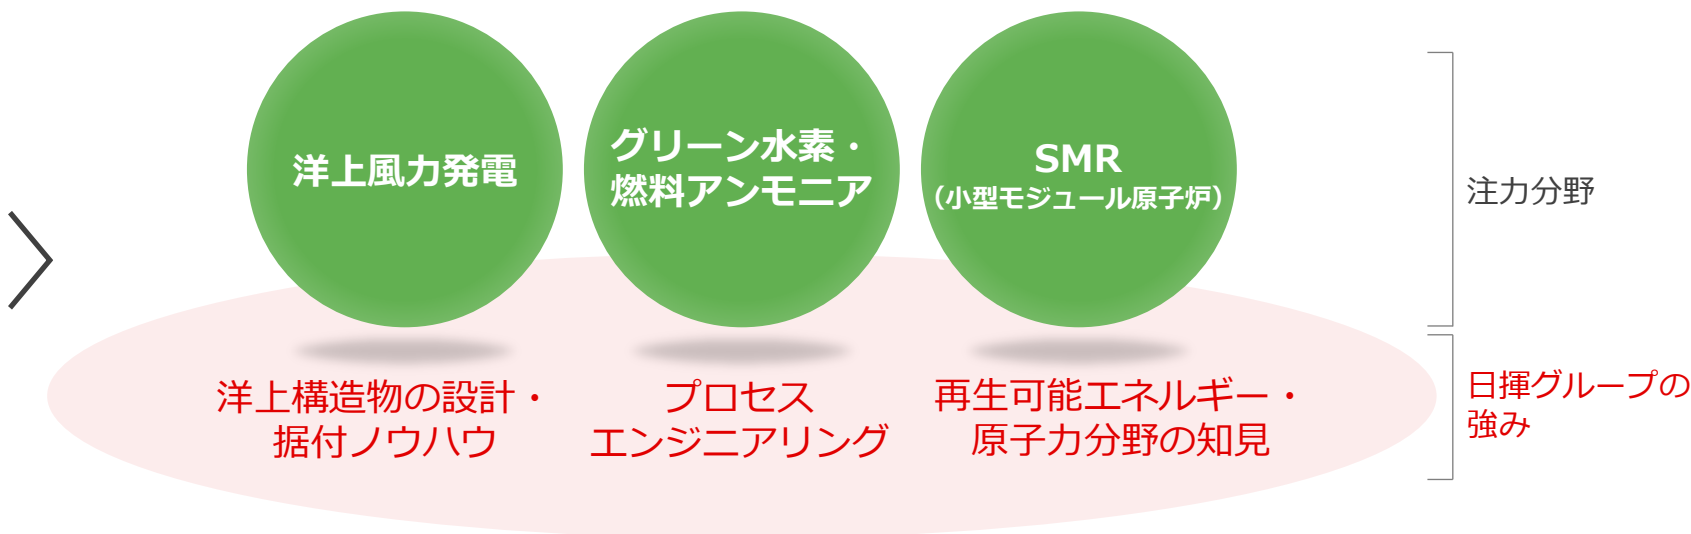 洋上風力発電
グリーン水素・
燃料アンモニア
SMR
（小型モジュール原子炉）
注力分野
洋上構造物の設計・
据付ノウハウ
プロセス
エンジニアリング
再生可能エネルギー・
原子力分野の知見
日揮グループの
強み